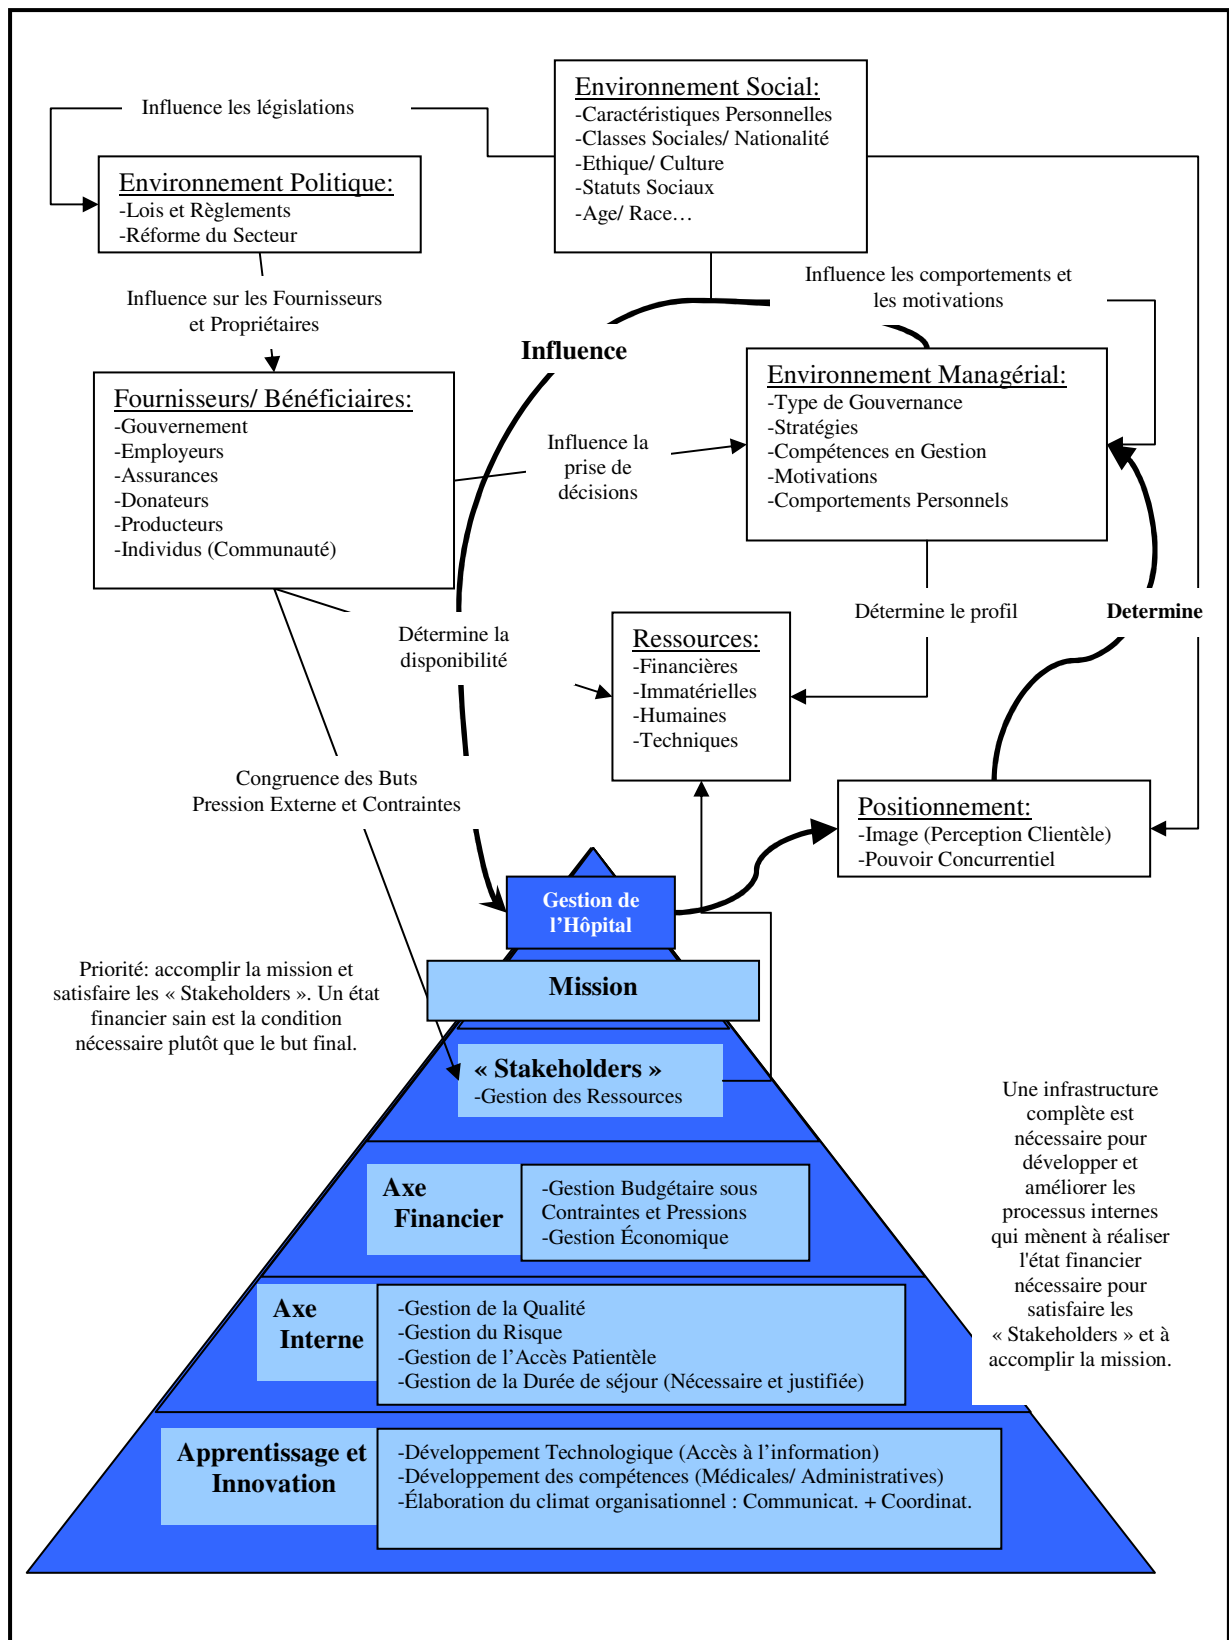 Environnement Social:
-Caractéristiques Personnelles
-Classes Sociales/ Nationalité
-Ethique/ Culture
-Statuts Sociaux
-Age/ Race…
Influence les législations
Environnement Politique:
-Lois et Règlements
-Réforme du Secteur
Influence les comportements et
les motivations
Influence sur les Fournisseurs
et Propriétaires
Influence
Environnement Managérial:
-Type de Gouvernance
-Stratégies
-Compétences en Gestion
-Motivations
-Comportements Personnels
Fournisseurs/ Bénéficiaires:
-Gouvernement
-Employeurs
-Assurances
-Donateurs
-Producteurs
-Individus (Communauté)
Influence la
prise de
décisions
Détermine la
disponibilité
Ressources:
-Financières
-Immatérielles
-Humaines
-Techniques
Détermine le profil
Determine
Congruence des Buts
Pression Externe et Contraintes
Positionnement:
-Image (Perception Clientèle)
-Pouvoir Concurrentiel
Gestion de
l’Hôpital
Mission
Priorité: accomplir la mission et
satisfaire les « Stakeholders ». Un état
financier sain est la condition
nécessaire plutôt que le but final.
« Stakeholders »
-Gestion des Ressources
Une infrastructure
complète est
nécessaire pour
développer et
améliorer les
processus internes
qui mènent à réaliser
l'état financier
nécessaire pour
satisfaire les
« Stakeholders » et à
accomplir la mission.
Axe
Financier
-Gestion Budgétaire sous
Contraintes et Pressions
-Gestion Économique
Axe
Interne
-Gestion de la Qualité
-Gestion du Risque
-Gestion de l’Accès Patientèle
-Gestion de la Durée de séjour (Nécessaire et justifiée)
Apprentissage et
Innovation
-Développement Technologique (Accès à l’information)
-Développement des compétences (Médicales/ Administratives)
-Élaboration du climat organisationnel : Communicat. + Coordinat.